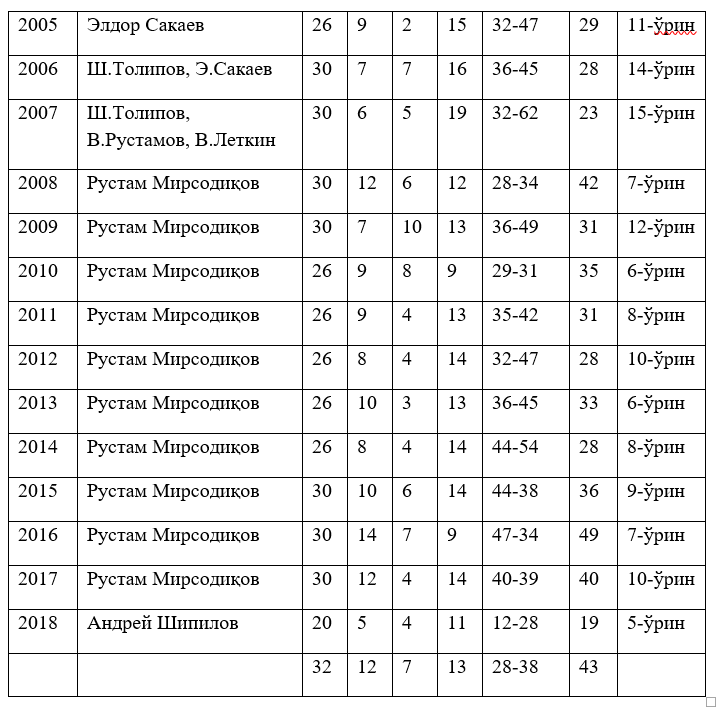 2005 Элдор Сакаев 26 9 2 15 32-47 29 11-ўрин
2006 Ш.Толипов, Э.Сакаев 30 7 7 16 36-45 28 14-ўрин
2007 Ш.Толипов, 30 6 5 19 32-62 23 15-ўрин
В.Рустамов, В.Леткин
2008 Рустам Мирсодиқов 30 12 6 12 28-34 42 7-ўрин
2009 Рустам Мирсодиқов 30 7 10 13 36-49 31 12-ўрин
2010 Рустам Мирсодиқов 26 9 8 9 29-31 35 6-ўрин
2011 Рустам Мирсодиқов 26 9 4 13 35-42 31 8-ўрин
2012 Рустам Мирсодиқов 26 8 4 14 32-47 28 10-ўрин
2013 Рустам Мирсодиқов 26 10 3 13 36-45 33 6-ўрин
2014 Рустам Мирсодиқов 26 8 4 14 44-54 28 8-ўрин
2015 Рустам Мирсодиқов 30 10 6 14 44-38 36 9-ўрин
2016 Рустам Мирсодиқов 30 14 7 9 47-34 49 7-ўрин
2017 Рустам Мирсодиқов 30 12 4 14 40-39 40 10-ўрин
2018 Андрей Шипилов 20 5 4 11 12-28 19 5-ўрин
32 12 7 13 28-38 43